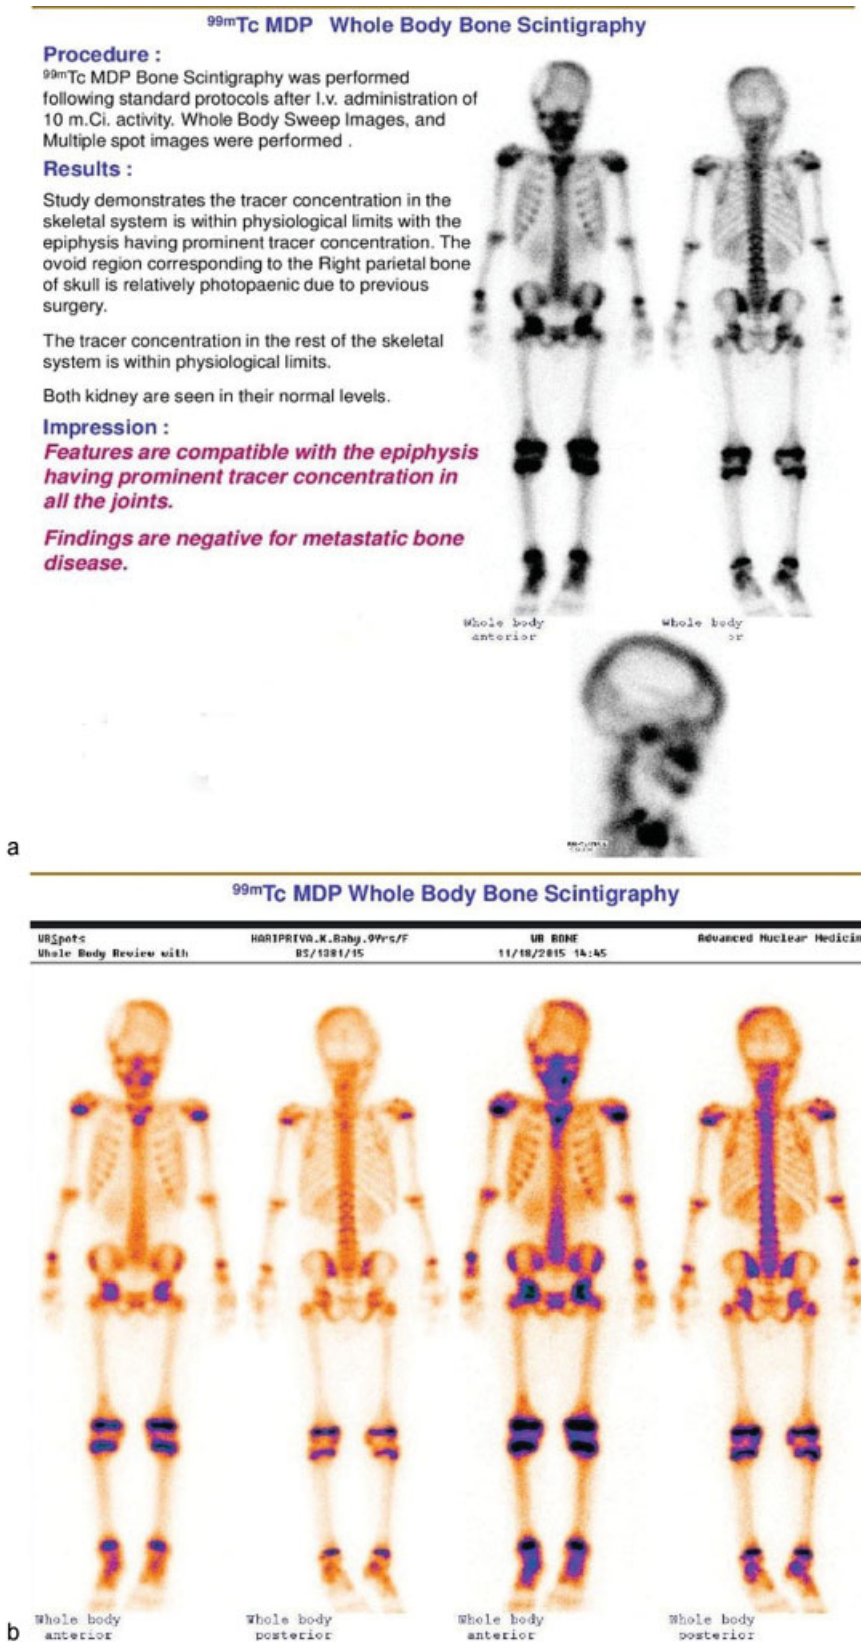 99mTc MDP Whole Body Bone Scintigraphy
Procedure :
99mTc MDP Bone Scintigraphy was performed
following standard protocols after I.v. administration of
10 m.Ci. activity. Whole Body Sweep Images, and
Multiple spot images were performed .
Results :
Study demonstrates the tracer concentration in the
skeletal system is within physiological limits with the
epiphysis having prominent tracer concentration. The
ovoid region corresponding to the Right parietal bone
of skull is relatively photopaenic due to previous
surgery.
The tracer concentration in the rest of the skeletal
system is within physiological limits.
Both kidney are seen in their normal levels.
Impression :
Features are compatible with the epiphysis
having prominent tracer concentration in
all the joints.
Findings are negative for metastatic bone
disease.
Whole body
anterior
Whole body
or
a
99mTc MDP Whole Body Bone Scintigraphy
WBSpots
Whole Body Review with
HARIPRIYA.K.Baby.9Yrs/F
BS/1381/15
WB BONE
11/18/2015 14:45
Advanced Nuclear Medicin
Whole body
anterior
Whole body
posterior
Whole body
anterior
Whole body
posterior
b